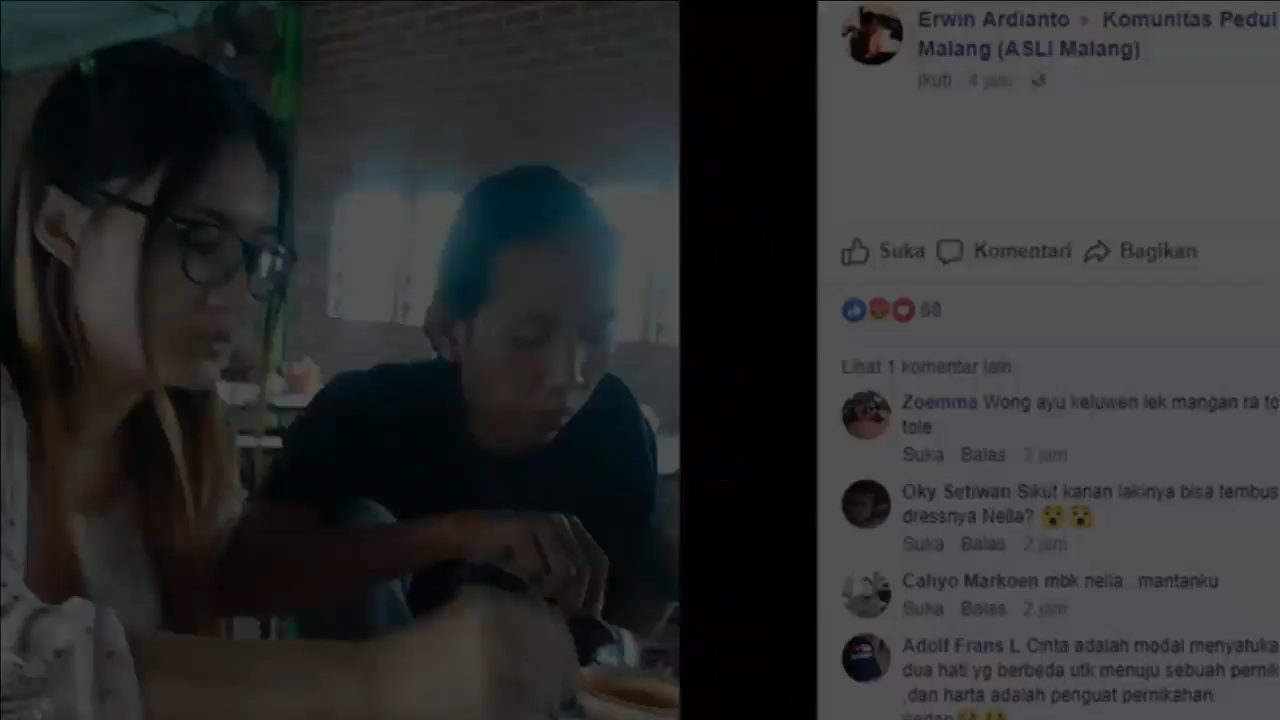 Erwin Ardianto ▸ Komunitas Pedul
Malang (ASLI Malang)
Ikuti · 4 jam ·
Suka Komentari Bagikan
68
Lihat 1 komentar lain
Zoemma Wong ayu keluwen lek mangan ra to
tole
Suka · Balas · 3 jam
Oky Setiwan Sikut kanan lakinya bisa tembus
dressnya Nella? 😲😲
Suka · Balas · 2 jam
Cahyo Markoen mbk nella...mantanku
Suka · Balas · 2 jam
Adolf Frans L Cinta adalah modal menyatuka
dua hati yg berbeda utk menuju sebuah pernik
,dan harta adalah penguat pernikahan.